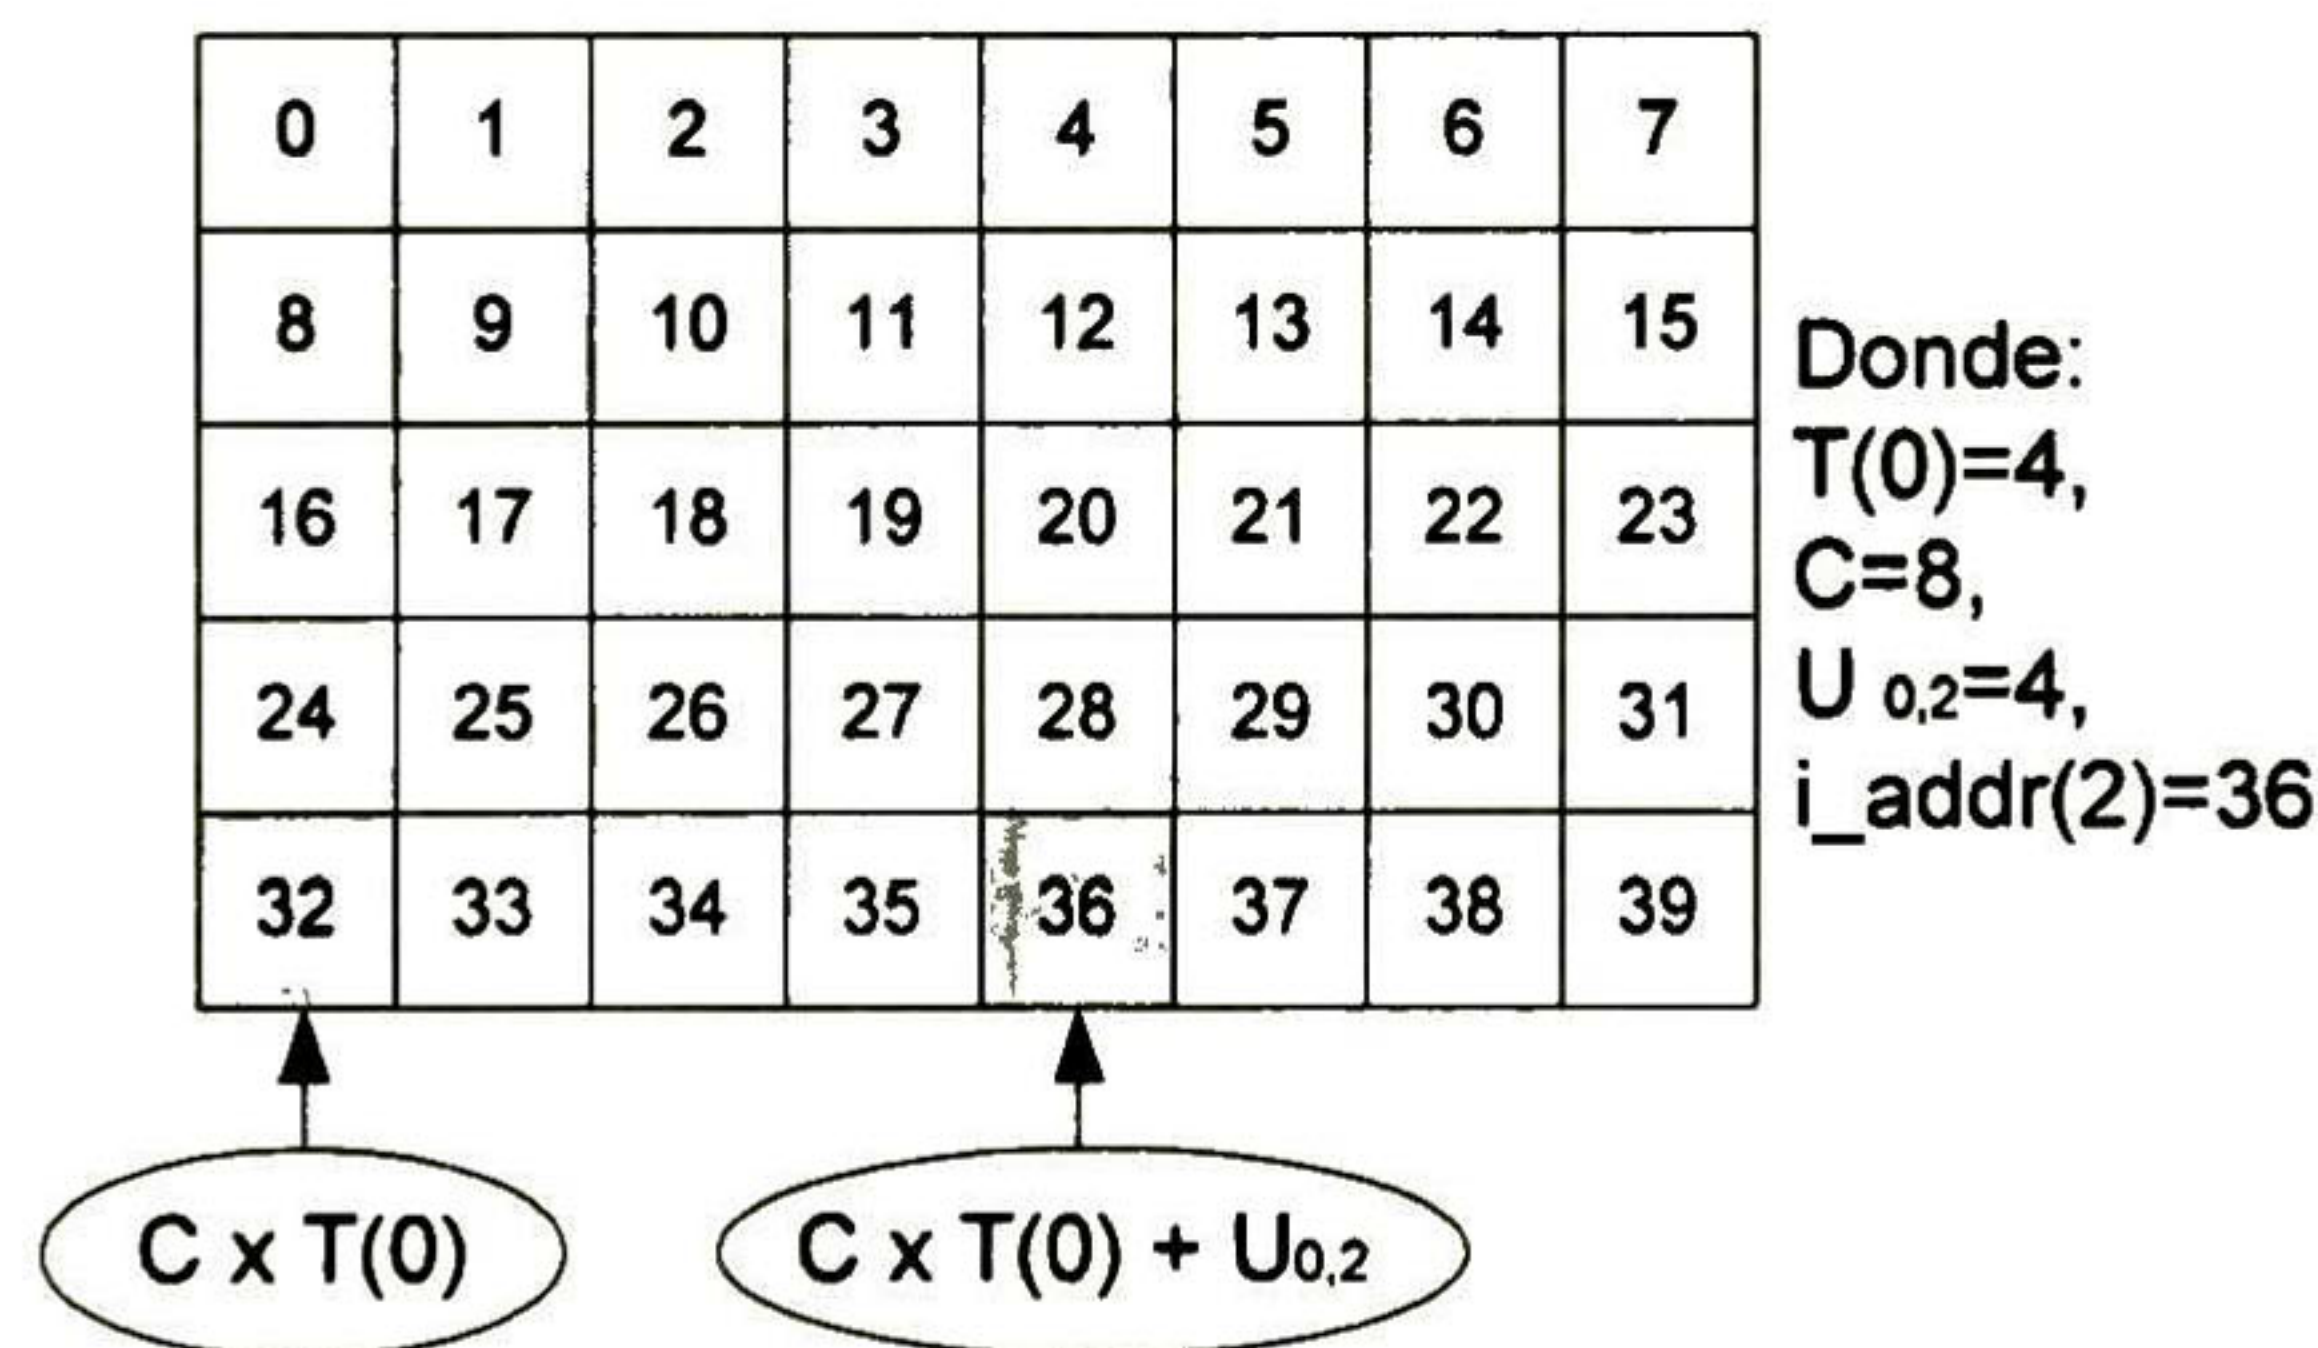 0 1 2 3 4 5 6 7
8 9 10 11 12 13 14 15
16 17 18 19 20 21 22 23
24 25 26 27 28 29 30 31
32 33 34 35 36 37 38 39
Donde:
T(0)=4,
C=8,
U 0,2=4,
i_addr(2)=36
C x T(0)
C x T(0) + U0,2